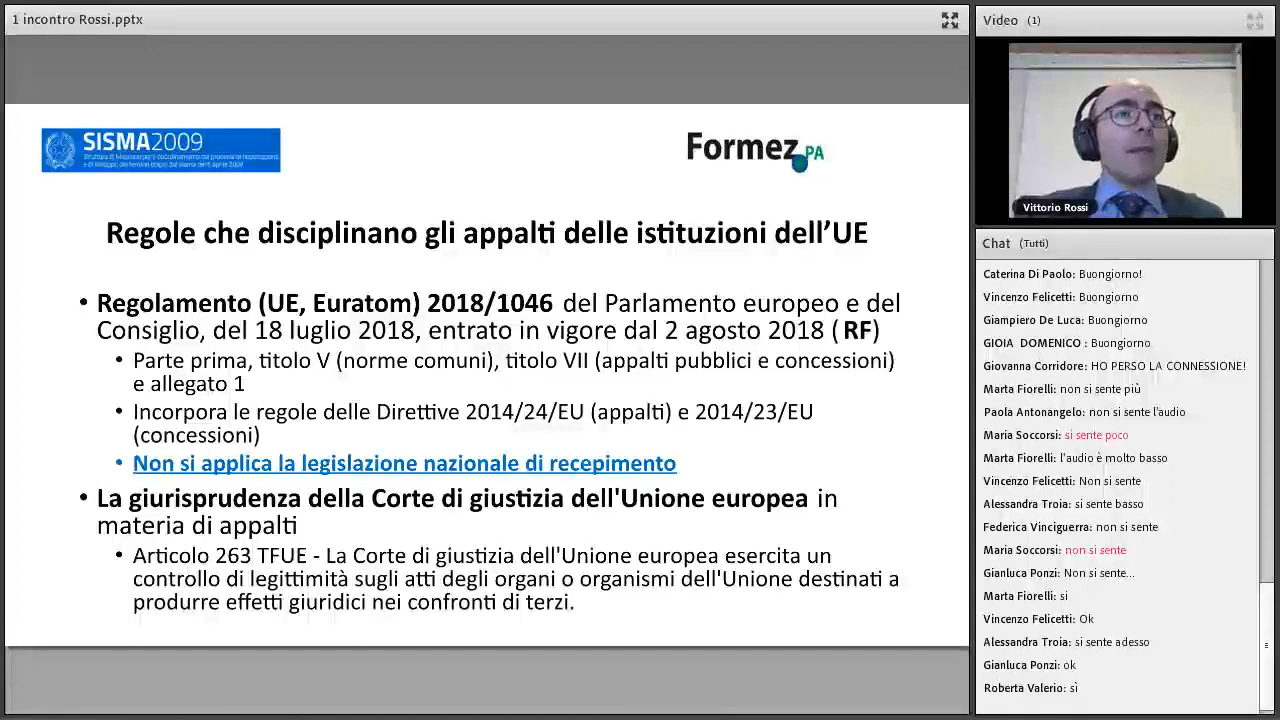 1 incontro Rossi.pptx
SISMA2009
Formez PA
Regole che disciplinano gli appalti delle istituzioni dell’UE
• Regolamento (UE, Euratom) 2018/1046 del Parlamento europeo e del
Consiglio, del 18 luglio 2018, entrato in vigore dal 2 agosto 2018 ( RF)
• Parte prima, titolo V (norme comuni), titolo VII (appalti pubblici e concessioni)
e allegato 1
• Incorpora le regole delle Direttive 2014/24/EU (appalti) e 2014/23/EU
(concessioni)
• Non si applica la legislazione nazionale di recepimento
• La giurisprudenza della Corte di giustizia dell'Unione europea in
materia di appalti
• Articolo 263 TFUE - La Corte di giustizia dell'Unione europea esercita un
controllo di legittimità sugli atti degli organi o organismi dell'Unione destinati a
produrre effetti giuridici nei confronti di terzi.
Video (1)
Vittorio Rossi
Chat (Tutti)
Caterina Di Paolo: Buongiorno!
Vincenzo Felicetti: Buongiorno
Giampiero De Luca: Buongiorno
GIOIA DOMENICO : Buongiorno
Giovanna Corridore: HO PERSO LA CONNESSIONE!
Marta Fiorelli: non si sente più
Paola Antonangelo: non si sente l'audio
Maria Soccorsi: si sente poco
Marta Fiorelli: l'audio è molto basso
Vincenzo Felicetti: Non si sente
Alessandra Troia: si sente basso
Federica Vinciguerra: non si sente
Maria Soccorsi: non si sente
Gianluca Ponzi: Non si sente...
Marta Fiorelli: si
Vincenzo Felicetti: Ok
Alessandra Troia: si sente adesso
Gianluca Ponzi: ok
Roberta Valerio: sì